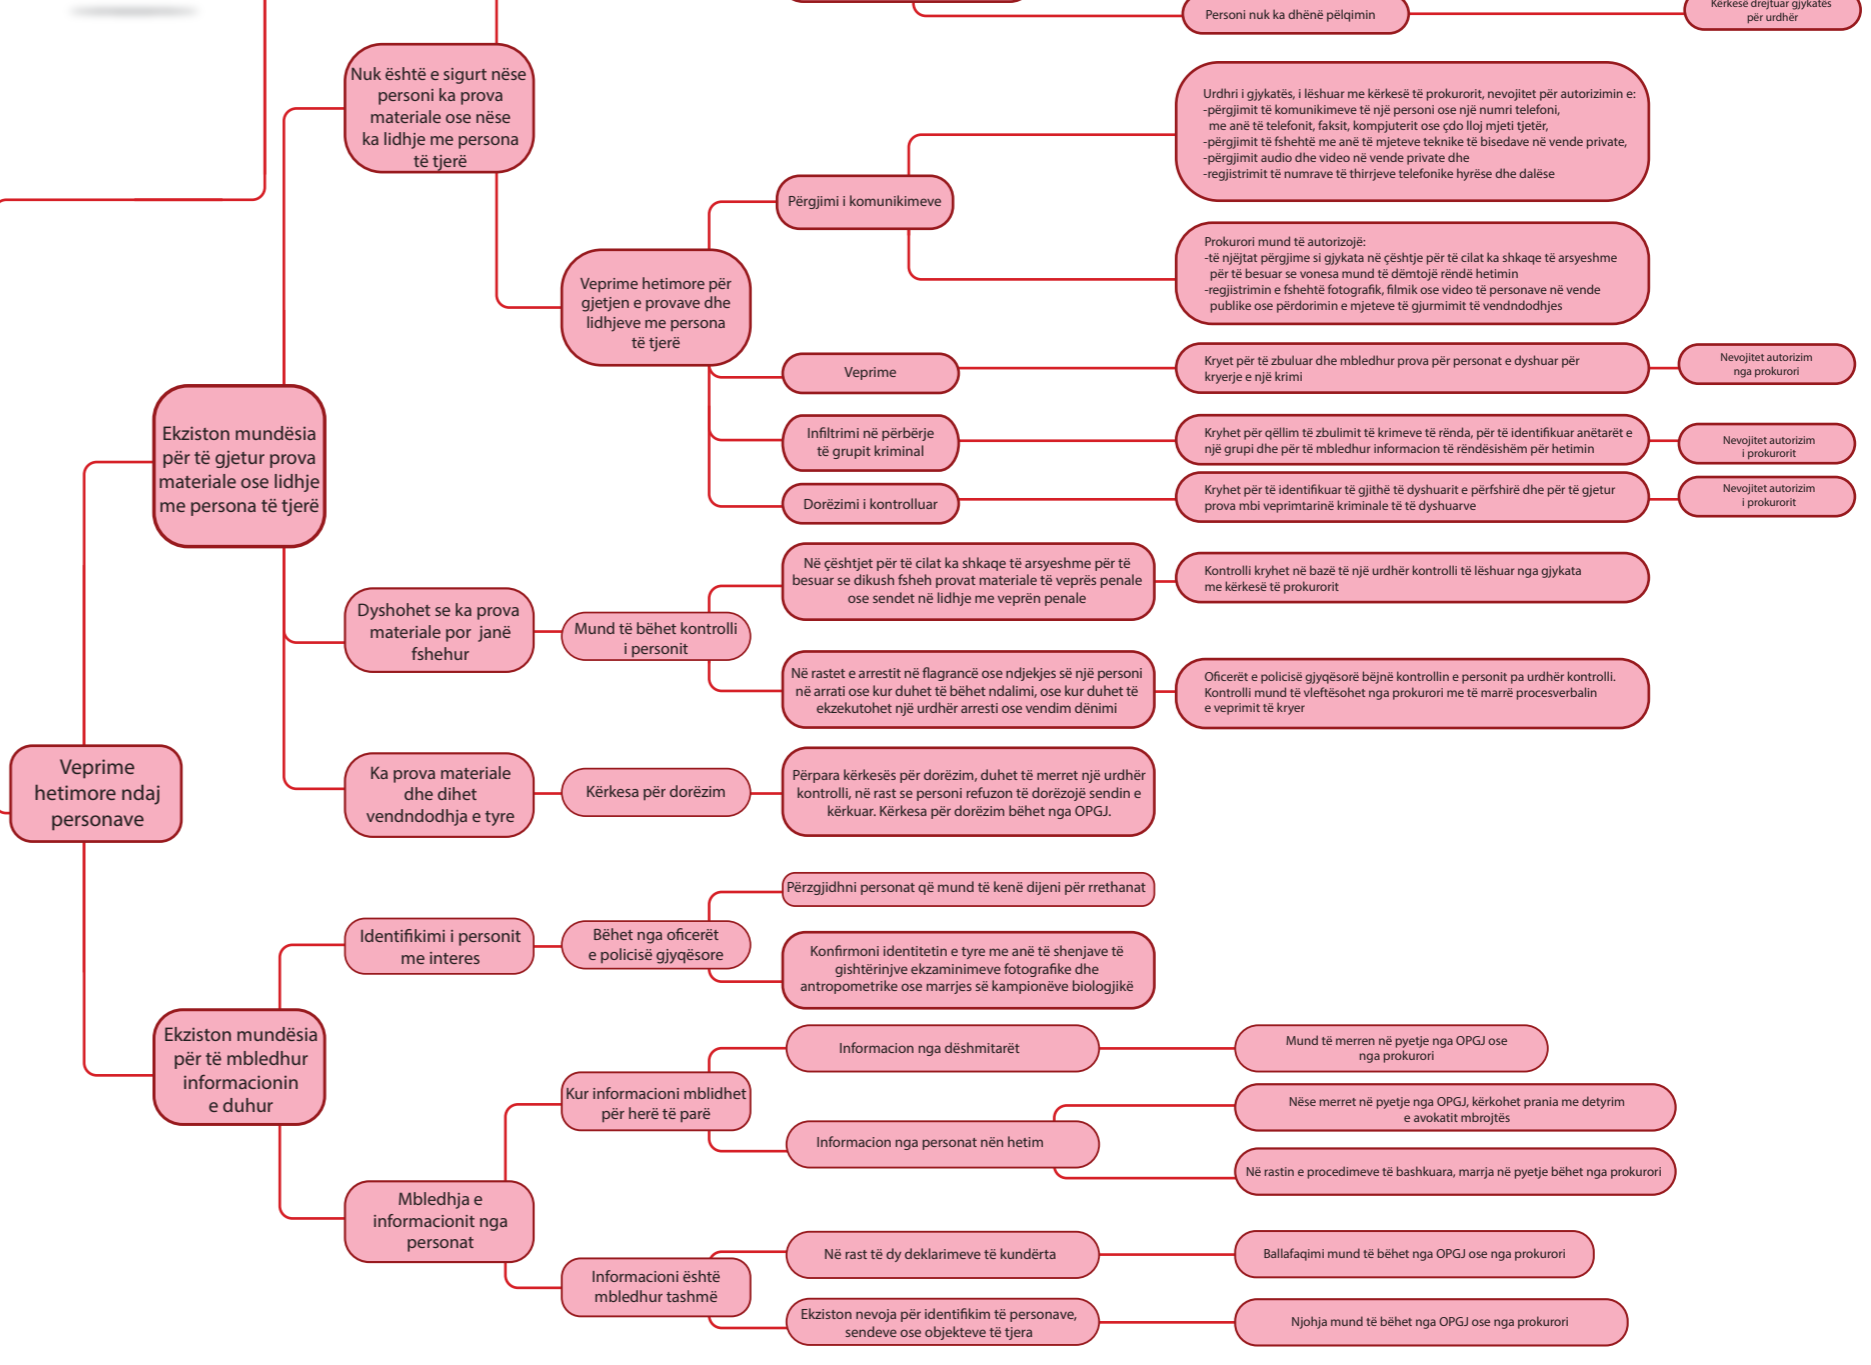 Personi nuk ka dhënë pëlqimin
Kërkesë drejtuar gjykatës
për urdhër
Nuk është e sigurt nëse
personi ka prova
materiale ose nëse
ka lidhje me persona
të tjerë
Urdhri i gjykatës, i lëshuar me kërkesë të prokurorit, nevojitet për autorizimin e:
-përgjimit të komunikimeve të një personi ose një numri telefoni,
me anë të telefonit, faksit, kompjuterit ose çdo lloj mjeti tjetër,
-përgjimit të fshehtë me anë të mjeteve teknike të bisedave në vende private,
-përgjimit audio dhe video në vende private dhe
-regjistrimit të numrave të thirrjeve telefonike hyrëse dhe dalëse
Përgjimi i komunikimeve
Prokurori mund të autorizojë:
-të njëjtat përgjime si gjykata në çështje për të cilat ka shkaqe të arsyeshme
për të besuar se vonesa mund të dëmtojë rëndë hetimin
-regjistrimin e fshehtë fotografik, filmik ose video të personave në vende
publike ose përdorimin e mjeteve të gjurmimit të vendndodhjes
Veprime hetimore për
gjetjen e provave dhe
lidhjeve me persona
të tjerë
Veprime
Kryet për të zbuluar dhe mbledhur prova për personat e dyshuar për
kryerje e një krimi
Nevojitet autorizim
nga prokurori
Infiltrimi në përbërje
të grupit kriminal
Kryhet për qëllim të zbulimit të krimeve të rënda, për të identifikuar anëtarët e
një grupi dhe për të mbledhur informacion të rëndësishëm për hetimin
Nevojitet autorizim
i prokurorit
Dorëzimi i kontrolluar
Kryhet për të identifikuar të gjithë të dyshuarit e përfshirë dhe për të gjetur
prova mbi veprimtarinë kriminale të të dyshuarve
Nevojitet autorizim
i prokurorit
Ekziston mundësia
për të gjetur prova
materiale ose lidhje
me persona të tjerë
Dyshohet se ka prova
materiale por janë
fshehur
Mund të bëhet kontrolli
i personit
Në çështjet për të cilat ka shkaqe të arsyeshme për të
besuar se dikush fsheh provat materiale të veprës penale
ose sendet në lidhje me veprën penale
Kontrolli kryhet në bazë të një urdhër kontrolli të lëshuar nga gjykata
me kërkesë të prokurorit
Në rastet e arrestit në flagrancë ose ndjekjes së një personi
në arrati ose kur duhet të bëhet ndalimi, ose kur duhet të
ekzekutohet një urdhër arresti ose vendim dënimi
Oficerët e policisë gjyqësorë bëjnë kontrollin e personit pa urdhër kontrolli.
Kontrolli mund të vleftësohet nga prokurori me të marrë procesverbalin
e veprimit të kryer
Ka prova materiale
dhe dihet
vendndodhja e tyre
Kërkesa për dorëzim
Përpara kërkesës për dorëzim, duhet të merret një urdhër
kontrolli, në rast se personi refuzon të dorëzojë sendin e
kërkuar. Kërkesa për dorëzim bëhet nga OPGJ.
Veprime
hetimore ndaj
personave
Identifikimi i personit
me interes
Bëhet nga oficerët
e policisë gjyqësore
Përzgjidhni personat që mund të kenë dijeni për rrethanat
Konfirmoni identitetin e tyre me anë të shenjave të
gishtërinjve ekzaminimeve fotografike dhe
antropometrike ose marrjes së kampionëve biologjikë
Ekziston mundësia
për të mbledhur
informacionin
e duhur
Kur informacioni mblidhet
për herë të parë
Informacion nga dëshmitarët
Mund të merren në pyetje nga OPGJ ose
nga prokurori
Informacion nga personat nën hetim
Nëse merret në pyetje nga OPGJ, kërkohet prania me detyrim
e avokatit mbrojtës
Në rastin e procedimeve të bashkuara, marrja në pyetje bëhet nga prokurori
Mbledhja e
informacionit nga
personat
Informacioni është
mbledhur tashmë
Në rast të dy deklarimeve të kundërta
Ballafaqimi mund të bëhet nga OPGJ ose nga prokurori
Ekziston nevoja për identifikim të personave,
sendeve ose objekteve të tjera
Njohja mund të bëhet nga OPGJ ose nga prokurori